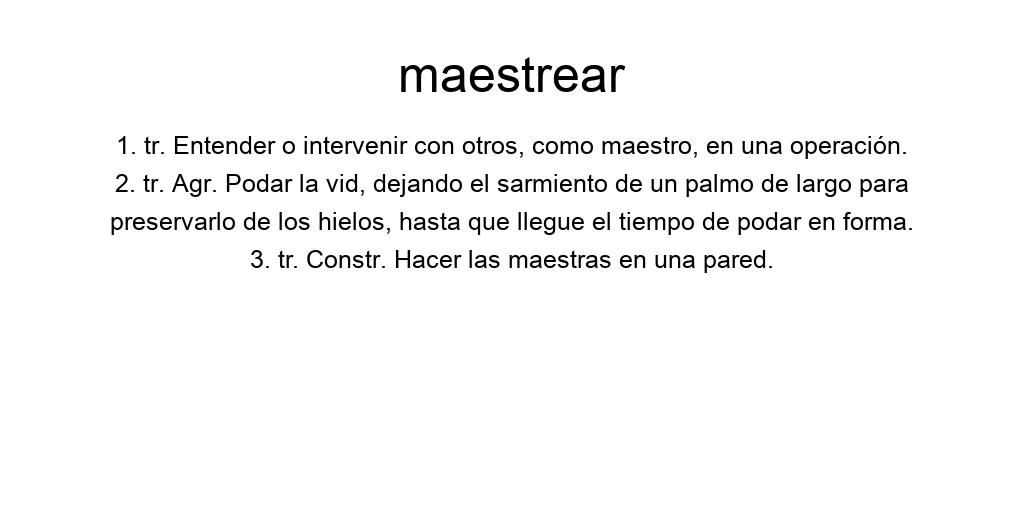 maestrear
1. tr. Entender o intervenir con otros, como maestro, en una operación.
2. tr. Agr. Podar la vid, dejando el sarmiento de un palmo de largo para
preservarlo de los hielos, hasta que llegue el tiempo de podar en forma.
3. tr. Constr. Hacer las maestras en una pared.